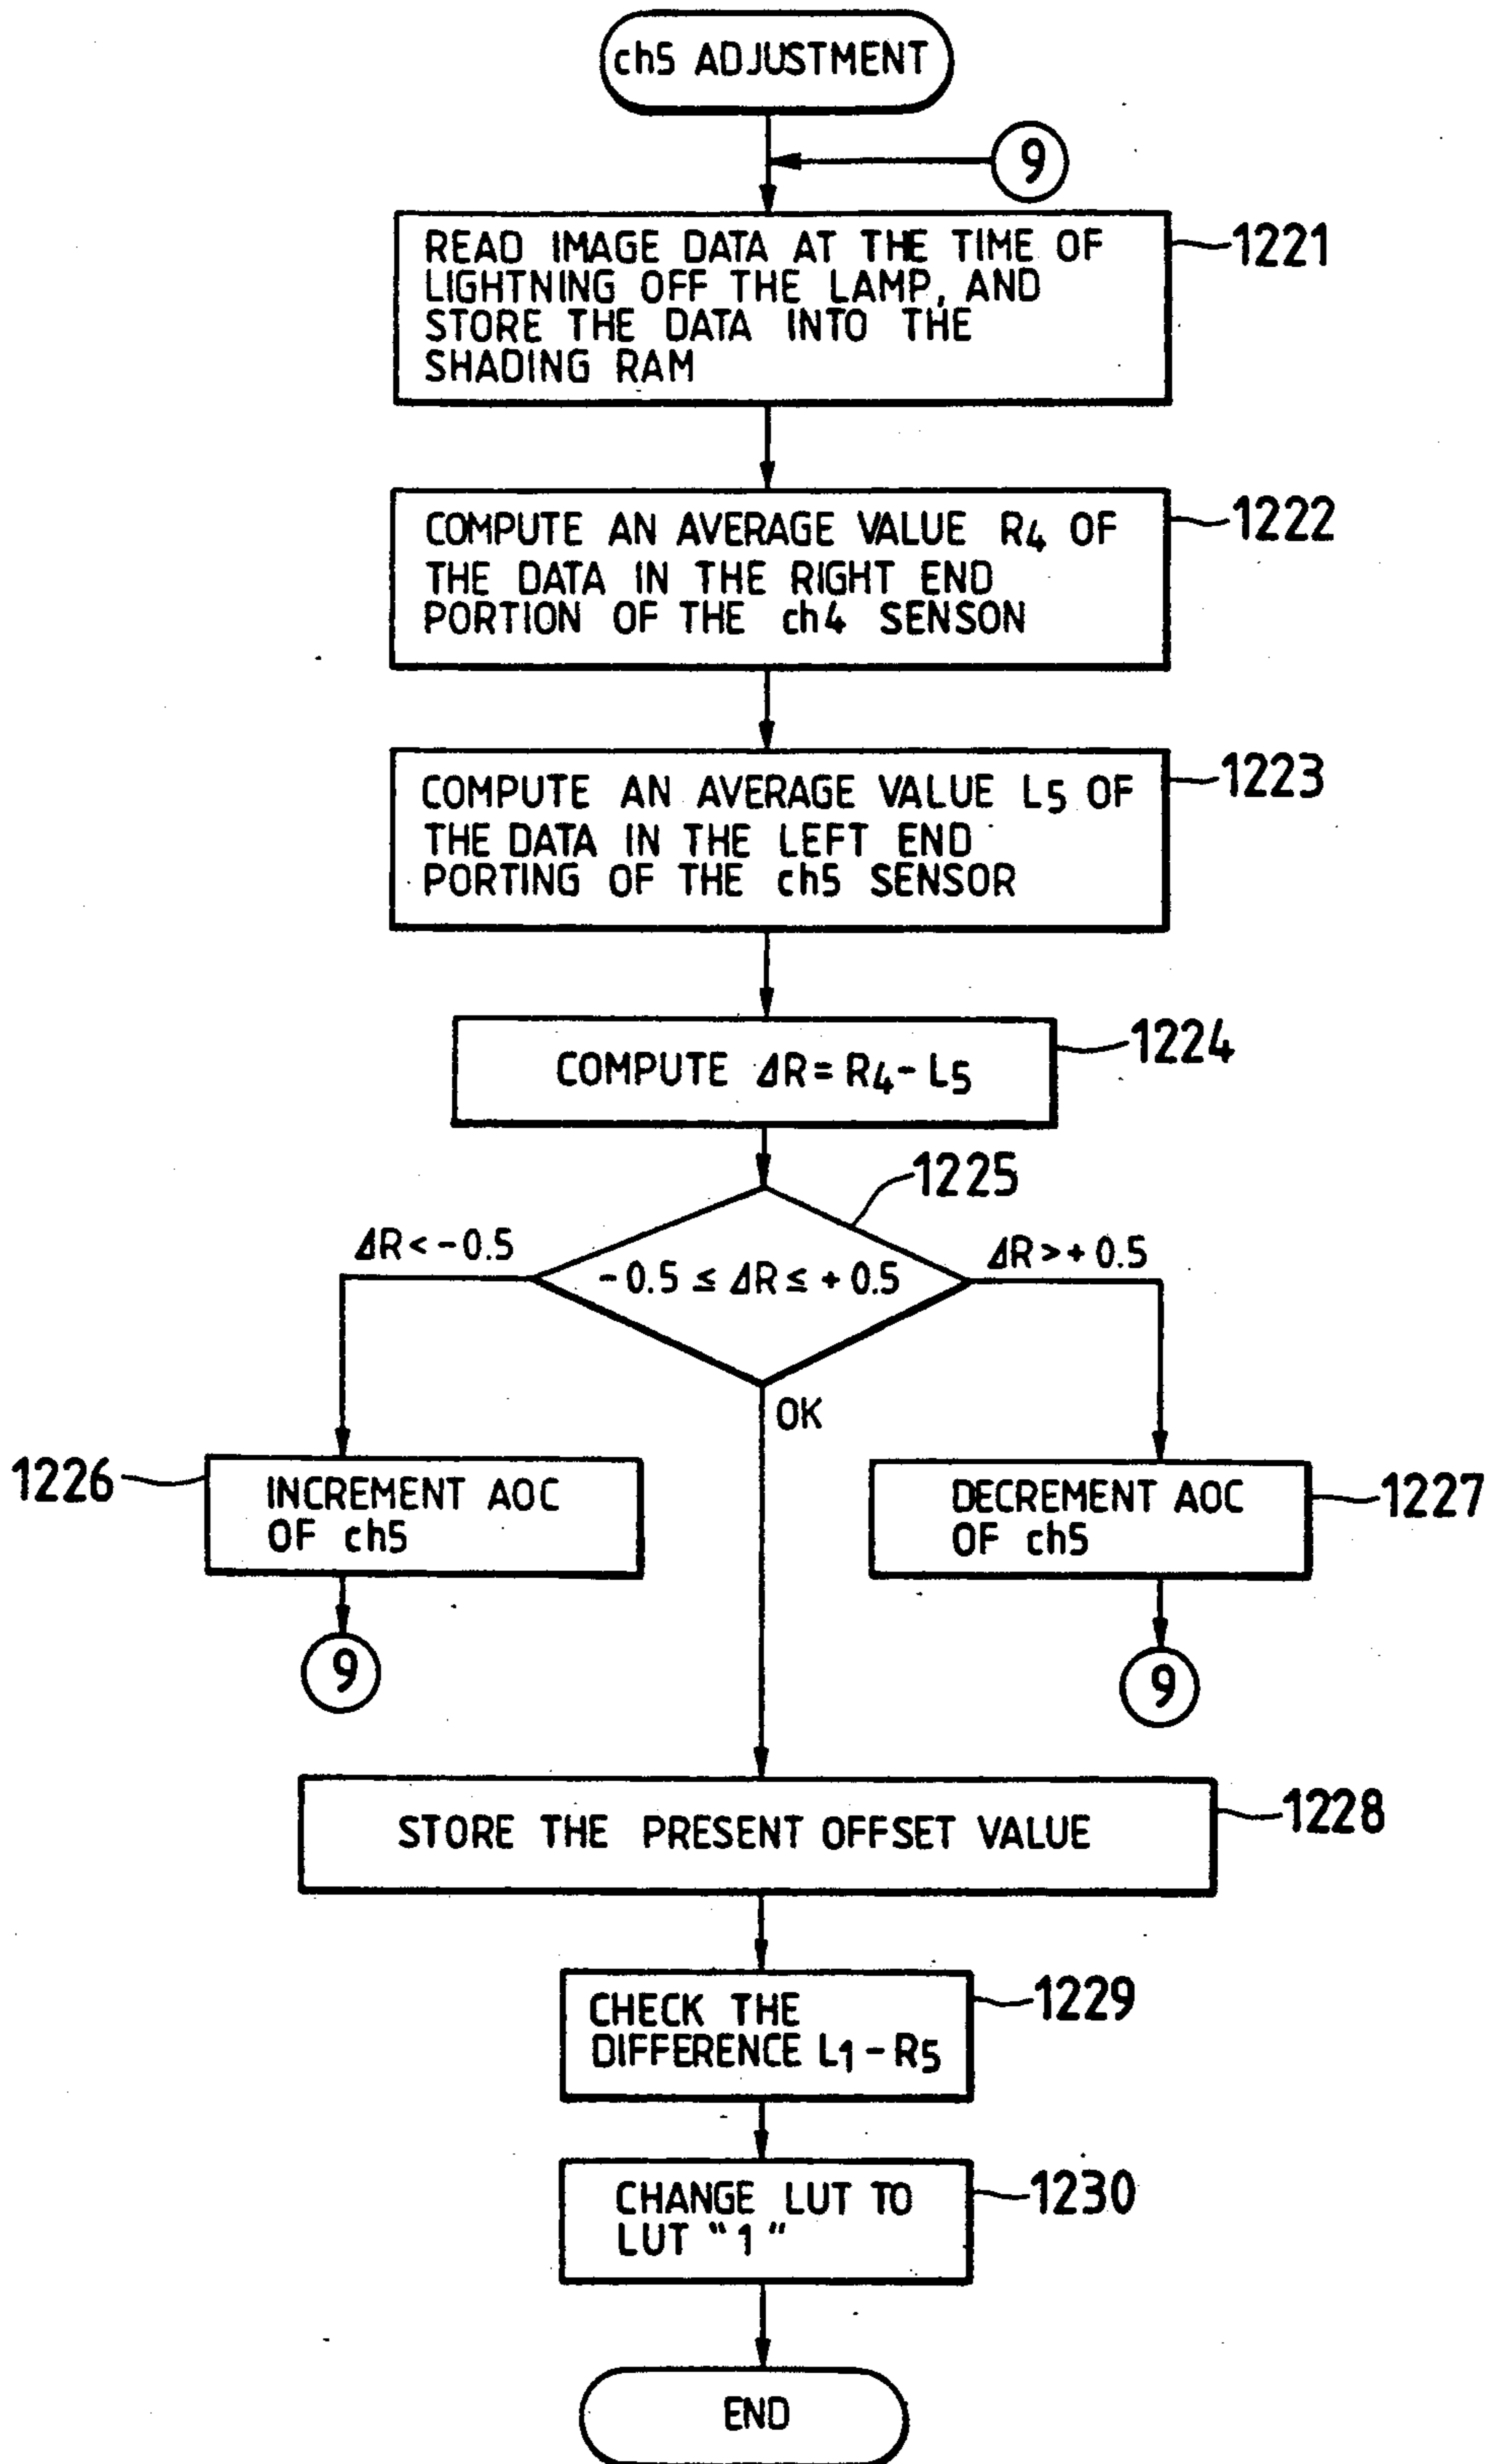 ch5 ADJUSTMENT
9
READ IMAGE DATA AT THE TIME OF
LIGHTNING OFF THE LAMP, AND
STORE THE DATA INTO THE
SHADING RAM
1221
COMPUTE AN AVERAGE VALUE R4 OF
THE DATA IN THE RIGHT END
PORTION OF THE ch4 SENSON
1222
COMPUTE AN AVERAGE VALUE L5 OF
THE DATA IN THE LEFT END
PORTING OF THE ch5 SENSOR
1223
COMPUTE ΔR = R4 - L5
1224
1225
ΔR < -0.5
-0.5 ≤ ΔR ≤ +0.5
ΔR > +0.5
OK
1226
INCREMENT AOC
OF ch5
DECREMENT AOC
OF ch5
1227
9
9
STORE THE PRESENT OFFSET VALUE
1228
CHECK THE
DIFFERENCE L1 - R5
1229
CHANGE LUT TO
LUT "1"
1230
END